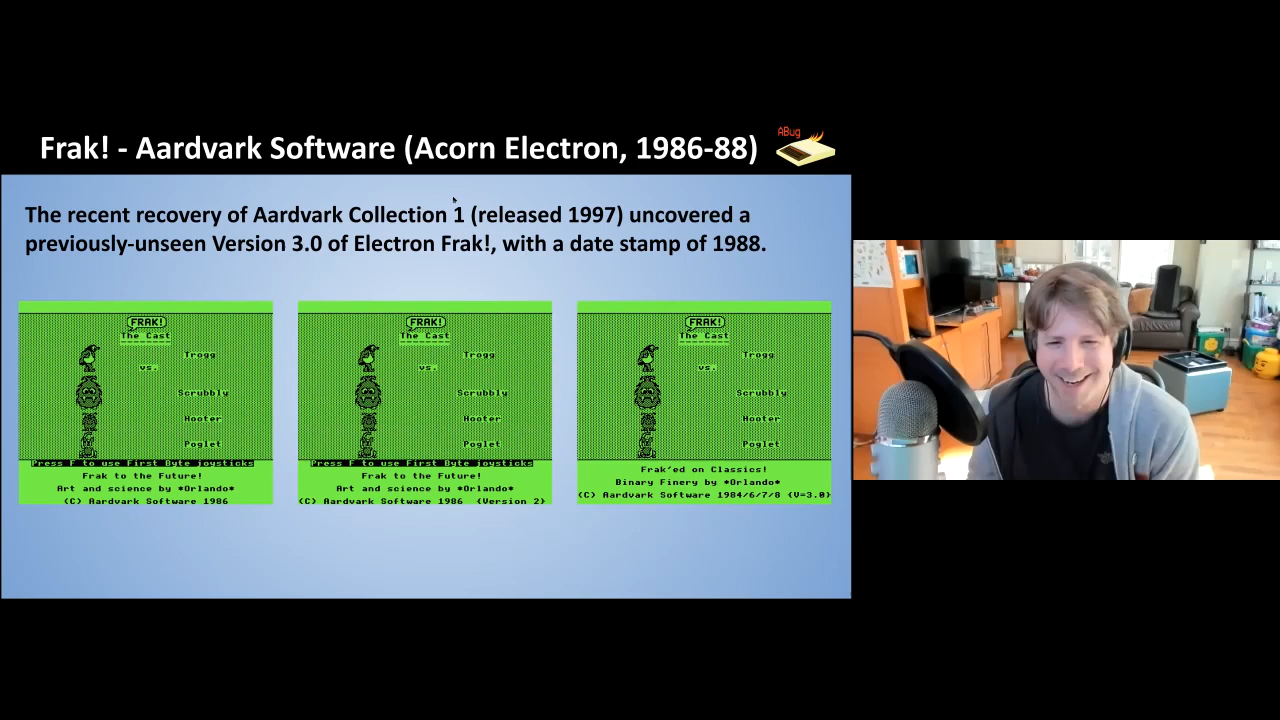 Frak! - Aardvark Software (Acorn Electron, 1986-88)
ABug
The recent recovery of Aardvark Collection 1 (released 1997) uncovered a
previously-unseen Version 3.0 of Electron Frak!, with a date stamp of 1988.
FRAK!
The Cast
Trogg
vs.
Scrubbly
Hooter
Poglet
Press F to use First Byte joysticks
Frak to the Future!
Art and science by *Orlando*
(C) Aardvark Software 1986
FRAK!
The Cast
Trogg
vs.
Scrubbly
Hooter
Poglet
Press F to use First Byte joysticks
Frak to the Future!
Art and science by *Orlando*
(C) Aardvark Software 1986 {Version 2}
FRAK!
The Cast
Trogg
vs.
Scrubbly
Hooter
Poglet
Frak'ed on Classics!
Binary Finery by *Orlando*
(C) Aardvark Software 1984/6/7/8 {V=3.0}